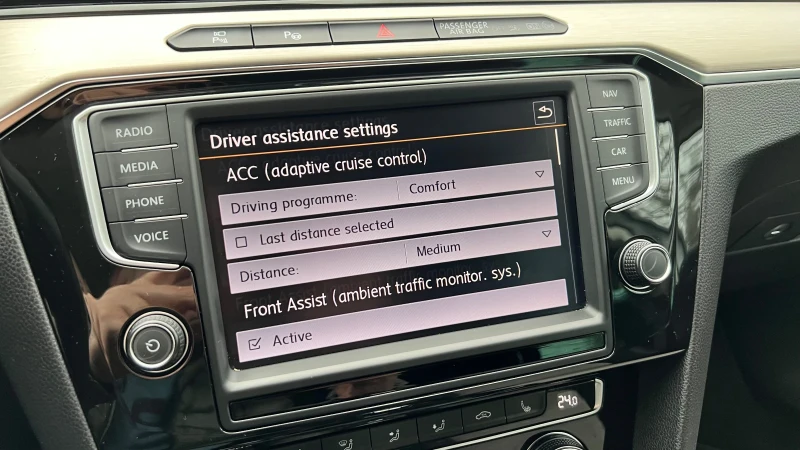 PASSENGER
AIR BAG
RADIO
MEDIA
PHONE
VOICE
NAV
TRAFFIC
CAR
MENU
Driver assistance settings
ACC (adaptive cruise control)
Driving programme: Comfort
Last distance selected
Distance: Medium
Front Assist (ambient traffic monitor. sys.)
Active
24.0